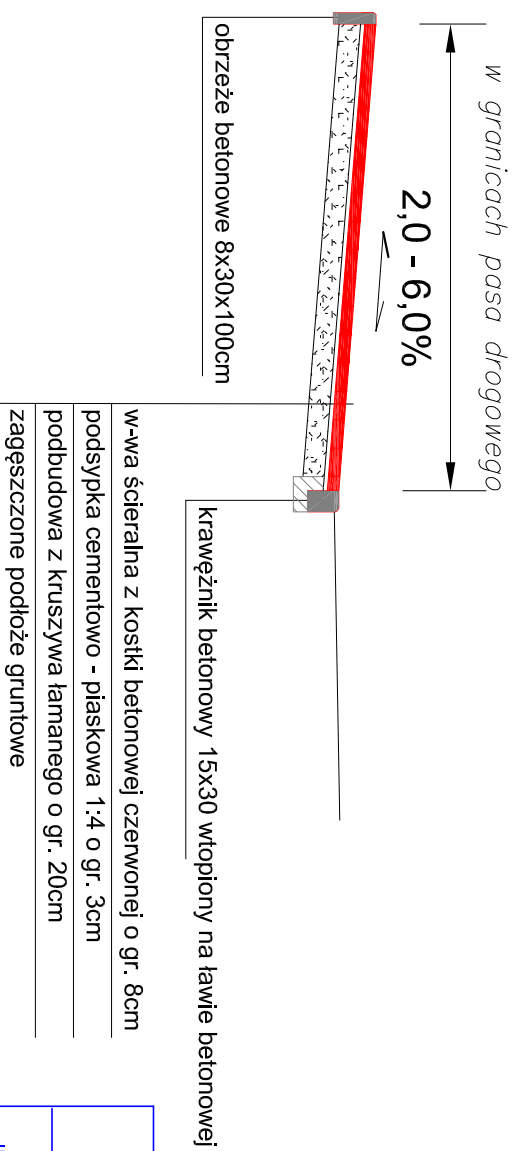 w granicach pasa drogowego
2,0 - 6,0%
obrzeże betonowe 8x30x100cm
krawężnik betonowy 15x30 wtopiony na ławie betonowej
w-wa ścieralna z kostki betonowej czerwonej o gr. 8cm
podsypka cementowo - piaskowa 1:4 o gr. 3cm
podbudowa z kruszywa łamanego o gr. 20cm
zagęszczone podłoże gruntowe